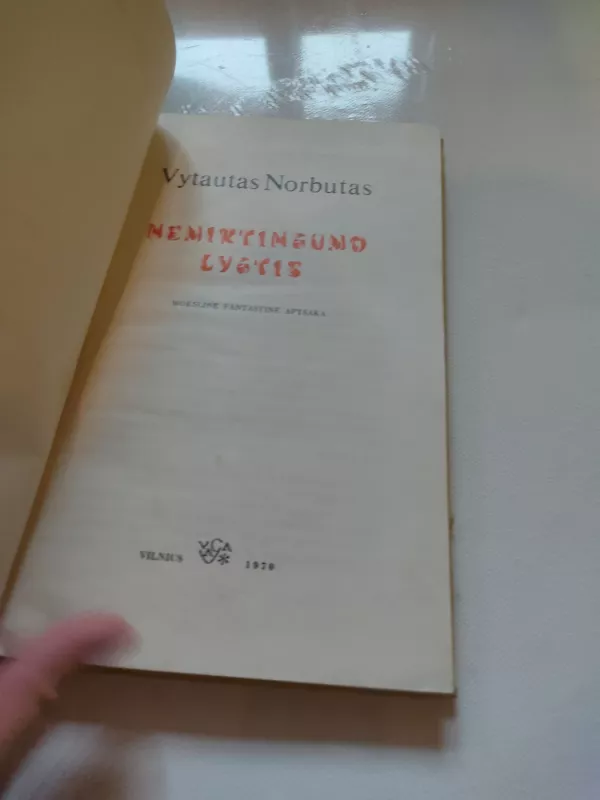 Vytautas Norbutas
NEMIRTINGUMO
LYGTIS
MOKSLINĖ FANTASTINĖ APYSAKA
VILNIUS
1970